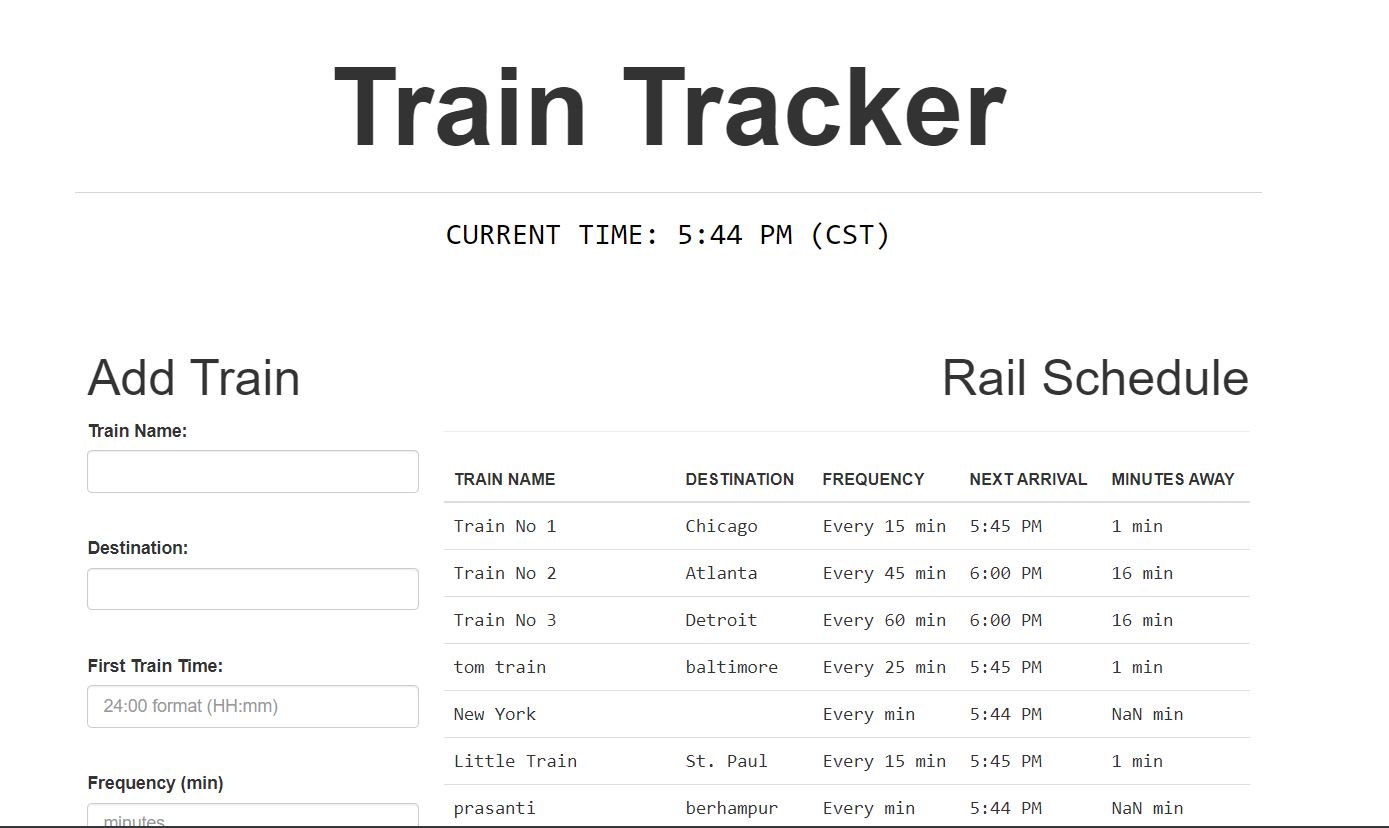 Train Tracker
CURRENT TIME: 5:44 PM (CST)
Add Train
Train Name:
Destination:
First Train Time:
24:00 format (HH:mm)
Frequency (min)
minutes
Rail Schedule
TRAIN NAME DESTINATION FREQUENCY NEXT ARRIVAL MINUTES AWAY
Train No 1 Chicago Every 15 min 5:45 PM 1 min
Train No 2 Atlanta Every 45 min 6:00 PM 16 min
Train No 3 Detroit Every 60 min 6:00 PM 16 min
tom train baltimore Every 25 min 5:45 PM 1 min
New York Every min 5:44 PM NaN min
Little Train St. Paul Every 15 min 5:45 PM 1 min
prasanti berhampur Every min 5:44 PM NaN min